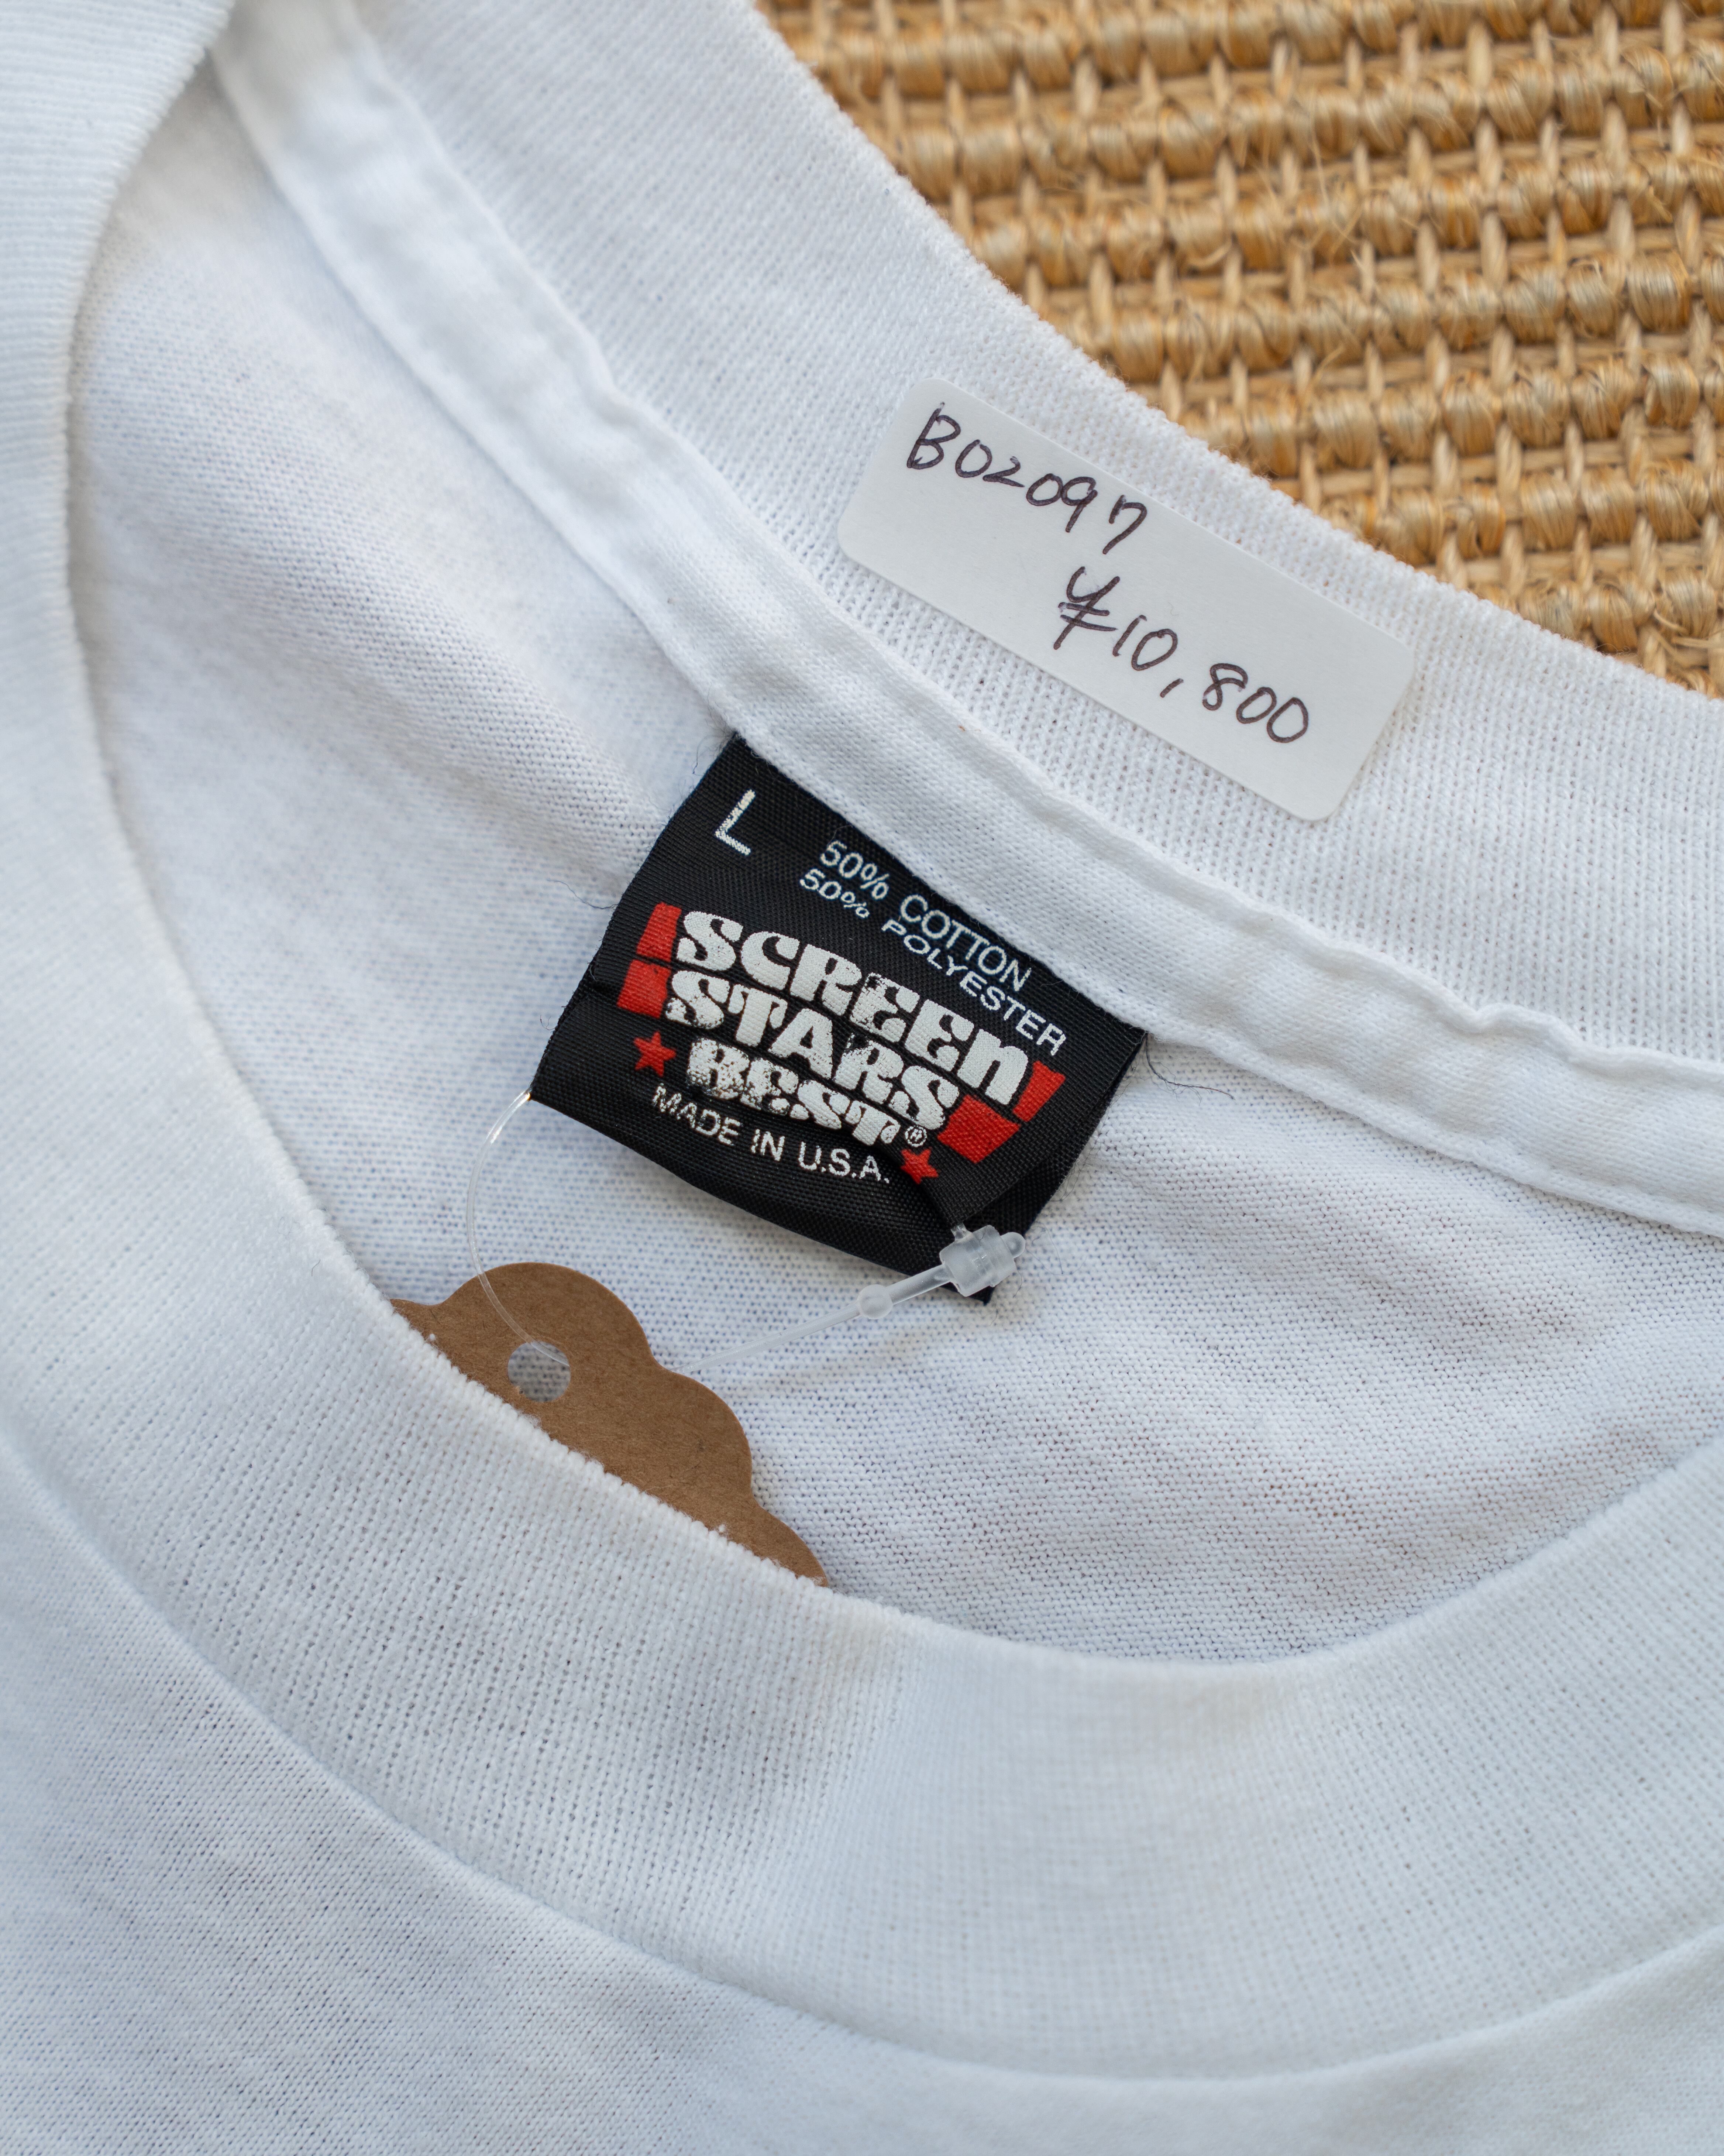 B02097
¥10,800
L
50% COTTON
50% POLYESTER
SCREEN
STARS
BEST®
MADE IN U.S.A.